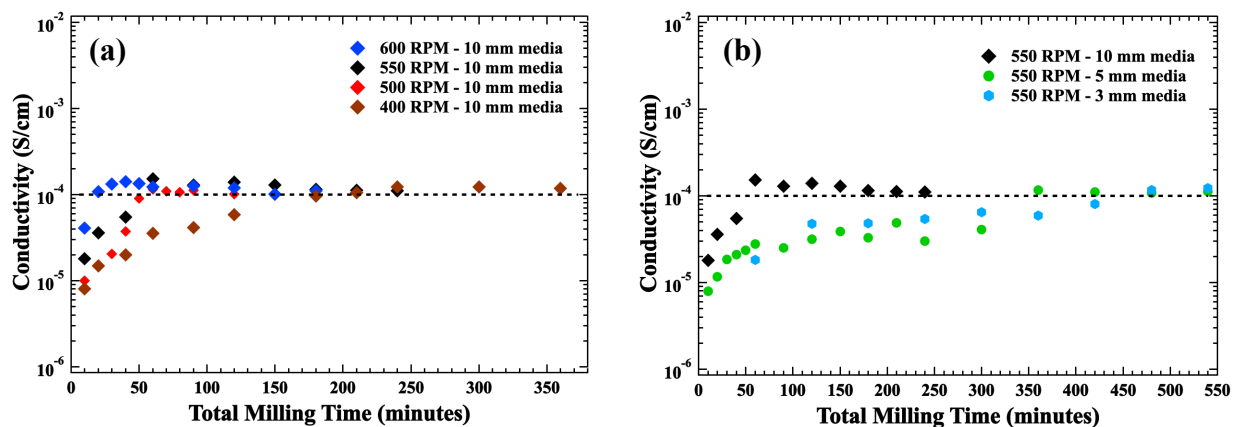 (a)
600 RPM - 10 mm media
550 RPM - 10 mm media
500 RPM - 10 mm media
400 RPM - 10 mm media
Conductivity (S/cm)
10⁻²
10⁻³
10⁻⁴
10⁻⁵
10⁻⁶
0 50 100 150 200 250 300 350
Total Milling Time (minutes)
(b)
550 RPM - 10 mm media
550 RPM - 5 mm media
550 RPM - 3 mm media
Conductivity (S/cm)
10⁻²
10⁻³
10⁻⁴
10⁻⁵
10⁻⁶
0 50 100 150 200 250 300 350 400 450 500 550
Total Milling Time (minutes)